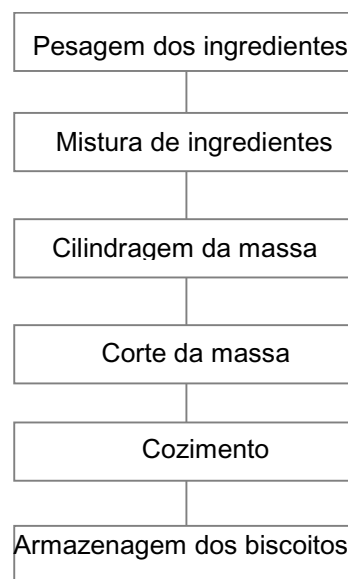 Pesagem dos ingredientes
Mistura de ingredientes
Cilindragem da massa
Corte da massa
Cozimento
Armazenagem dos biscoitos